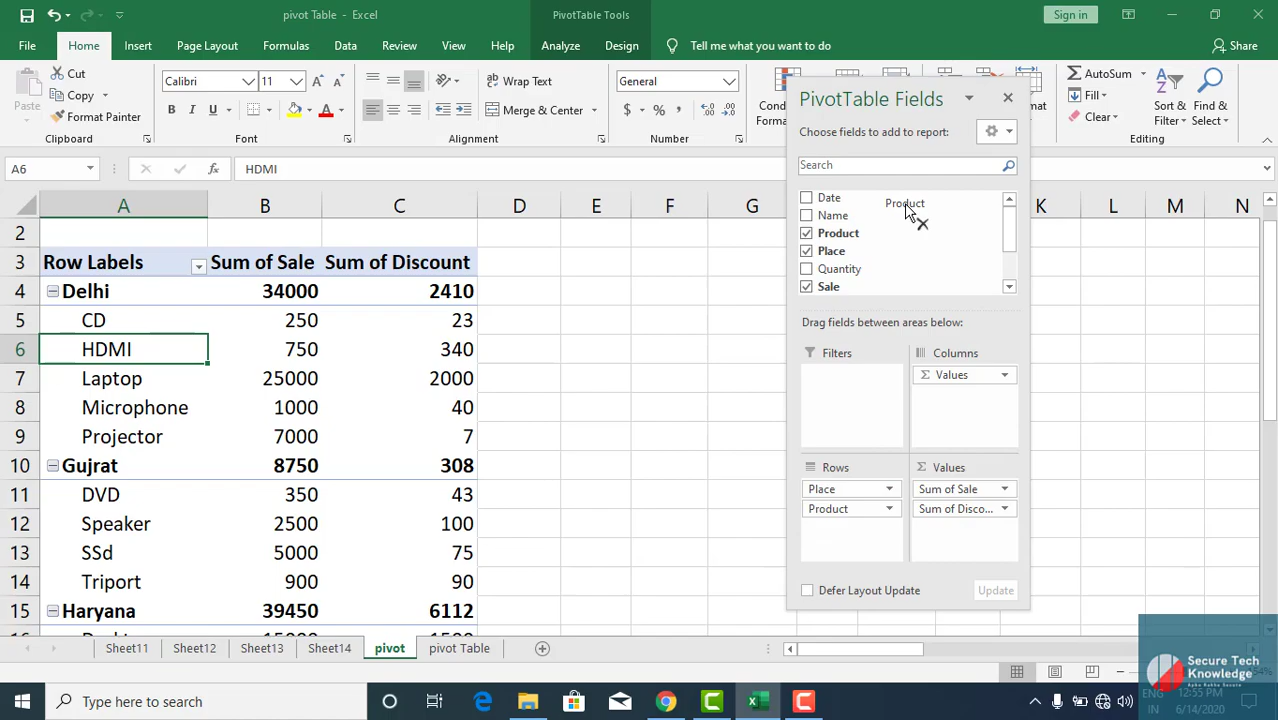 pivot Table - Excel
PivotTable Tools
Sign in
File
Home
Insert
Page Layout
Formulas
Data
Review
View
Help
Analyze
Design
Tell me what you want to do
Share
Paste
Cut
Copy
Format Painter
Clipboard
Calibri
11
B I U
Font
Wrap Text
Merge & Center
Alignment
General
$ % ,
Number
AutoSum
Fill
Clear
Sort &
Filter
Find &
Select
Editing
A6
fx
HDMI
A B C D E F G K L M N
2
3 Row Labels Sum of Sale Sum of Discount
4 Delhi 34000 2410
5 CD 250 23
6 HDMI 750 340
7 Laptop 25000 2000
8 Microphone 1000 40
9 Projector 7000 7
10 Gujrat 8750 308
11 DVD 350 43
12 Speaker 2500 100
13 SSd 5000 75
14 Triport 900 90
15 Haryana 39450 6112
PivotTable Fields
Choose fields to add to report:
Search
Date
Product
Name
Product
Place
Quantity
Sale
Drag fields between areas below:
Filters
Columns
Σ Values
Rows
Σ Values
Place
Sum of Sale
Product
Sum of Disco...
Defer Layout Update
Update
Sheet11
Sheet12
Sheet13
Sheet14
pivot
pivot Table
Secure Tech
Knowledge
Type here to search
ENG
IN
12:55 PM
6/14/2020